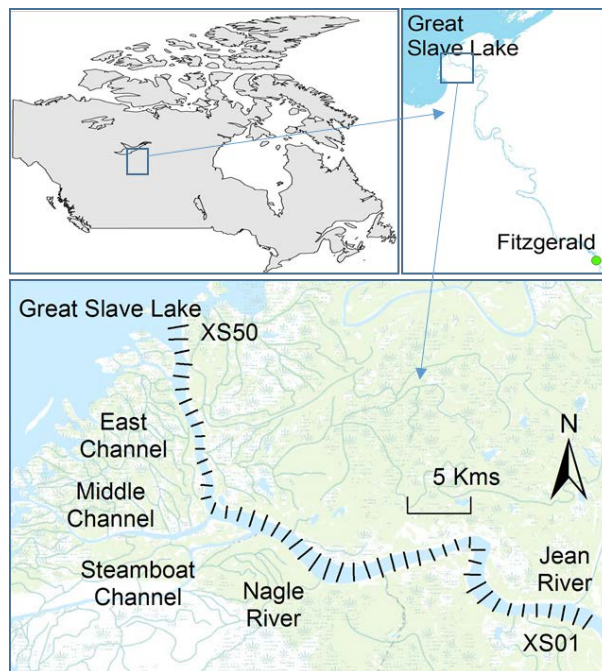 Great
Slave Lake
Fitzgerald
Great Slave Lake
XS50
East
Channel
N
Middle
Channel
5 Kms
Steamboat
Channel
Nagle
River
Jean
River
XS01